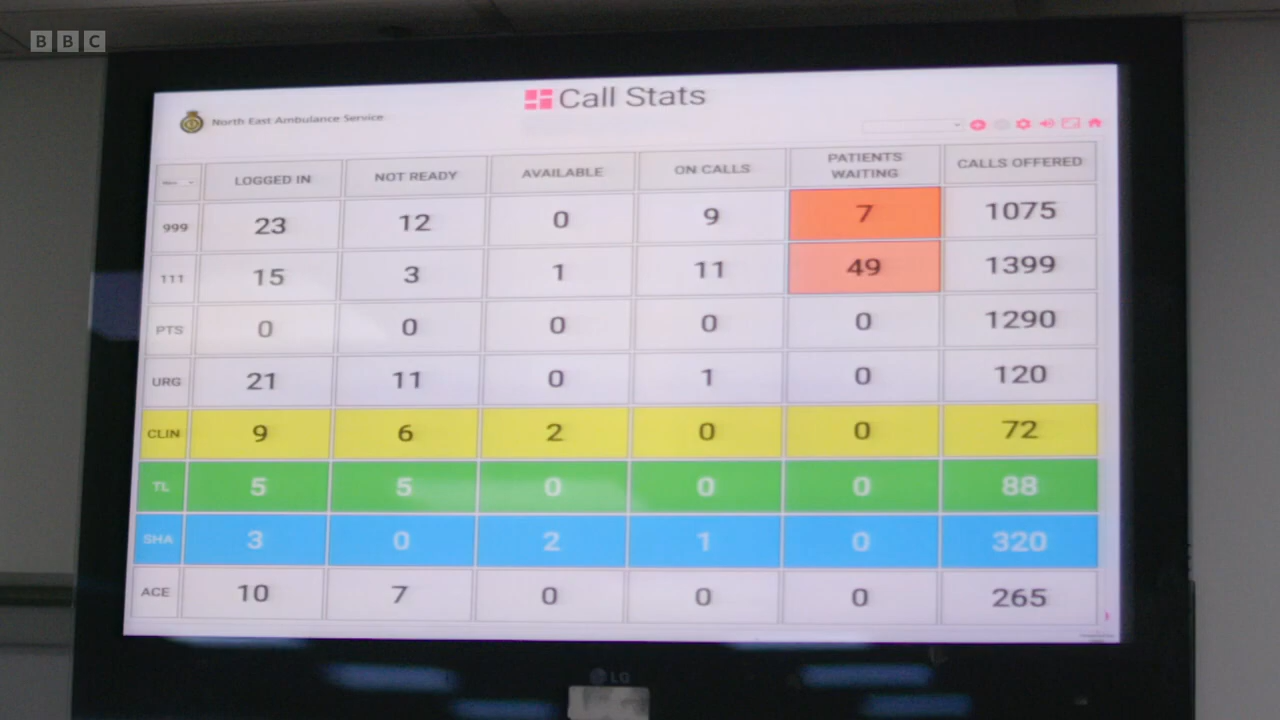 BBC
Call Stats
North East Ambulance Service
LOGGED IN NOT READY AVAILABLE ON CALLS PATIENTS WAITING CALLS OFFERED
999 23 12 0 9 7 1075
111 15 3 1 11 49 1399
PTS 0 0 0 0 0 1290
URG 21 11 0 1 0 120
CLIN 9 6 2 0 0 72
TL 5 5 0 0 0 88
SHA 3 0 2 1 0 320
ACE 10 7 0 0 0 265
LG